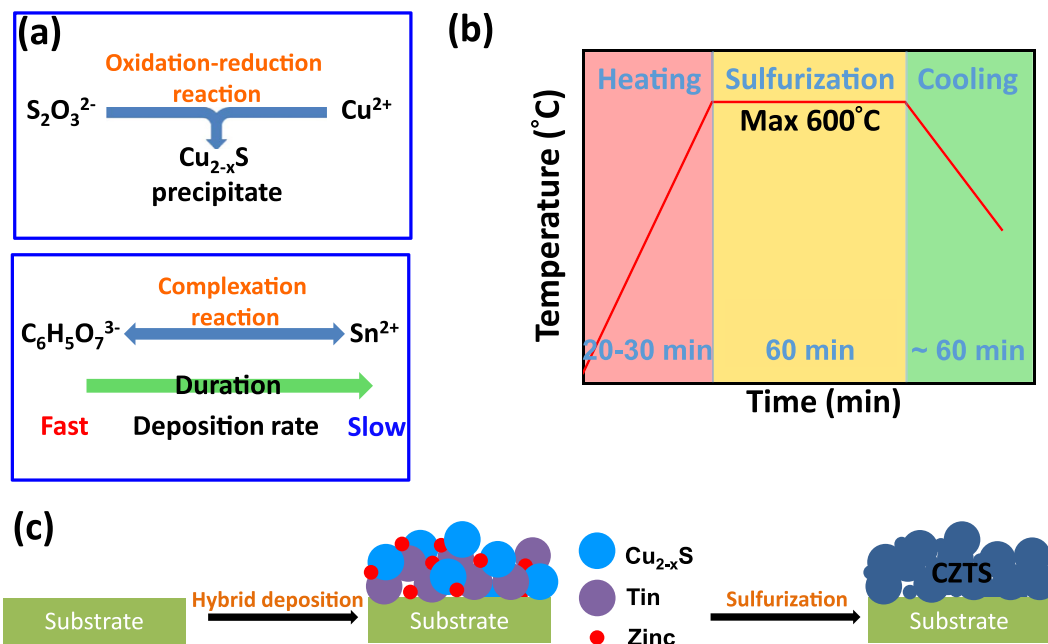 (a)
Oxidation-reduction
reaction
S₂O₃²⁻
Cu²⁺
Cu₂₋ₓS
precipitate
Complexation
reaction
C₆H₅O₇³⁻
Sn²⁺
Duration
Fast
Deposition rate
Slow
(b)
Temperature (˚C)
Heating
Sulfurization
Cooling
Max 600˚C
20-30 min
60 min
~ 60 min
Time (min)
(c)
Substrate
Hybrid deposition
Substrate
Cu₂₋ₓS
Tin
Zinc
Sulfurization
CZTS
Substrate